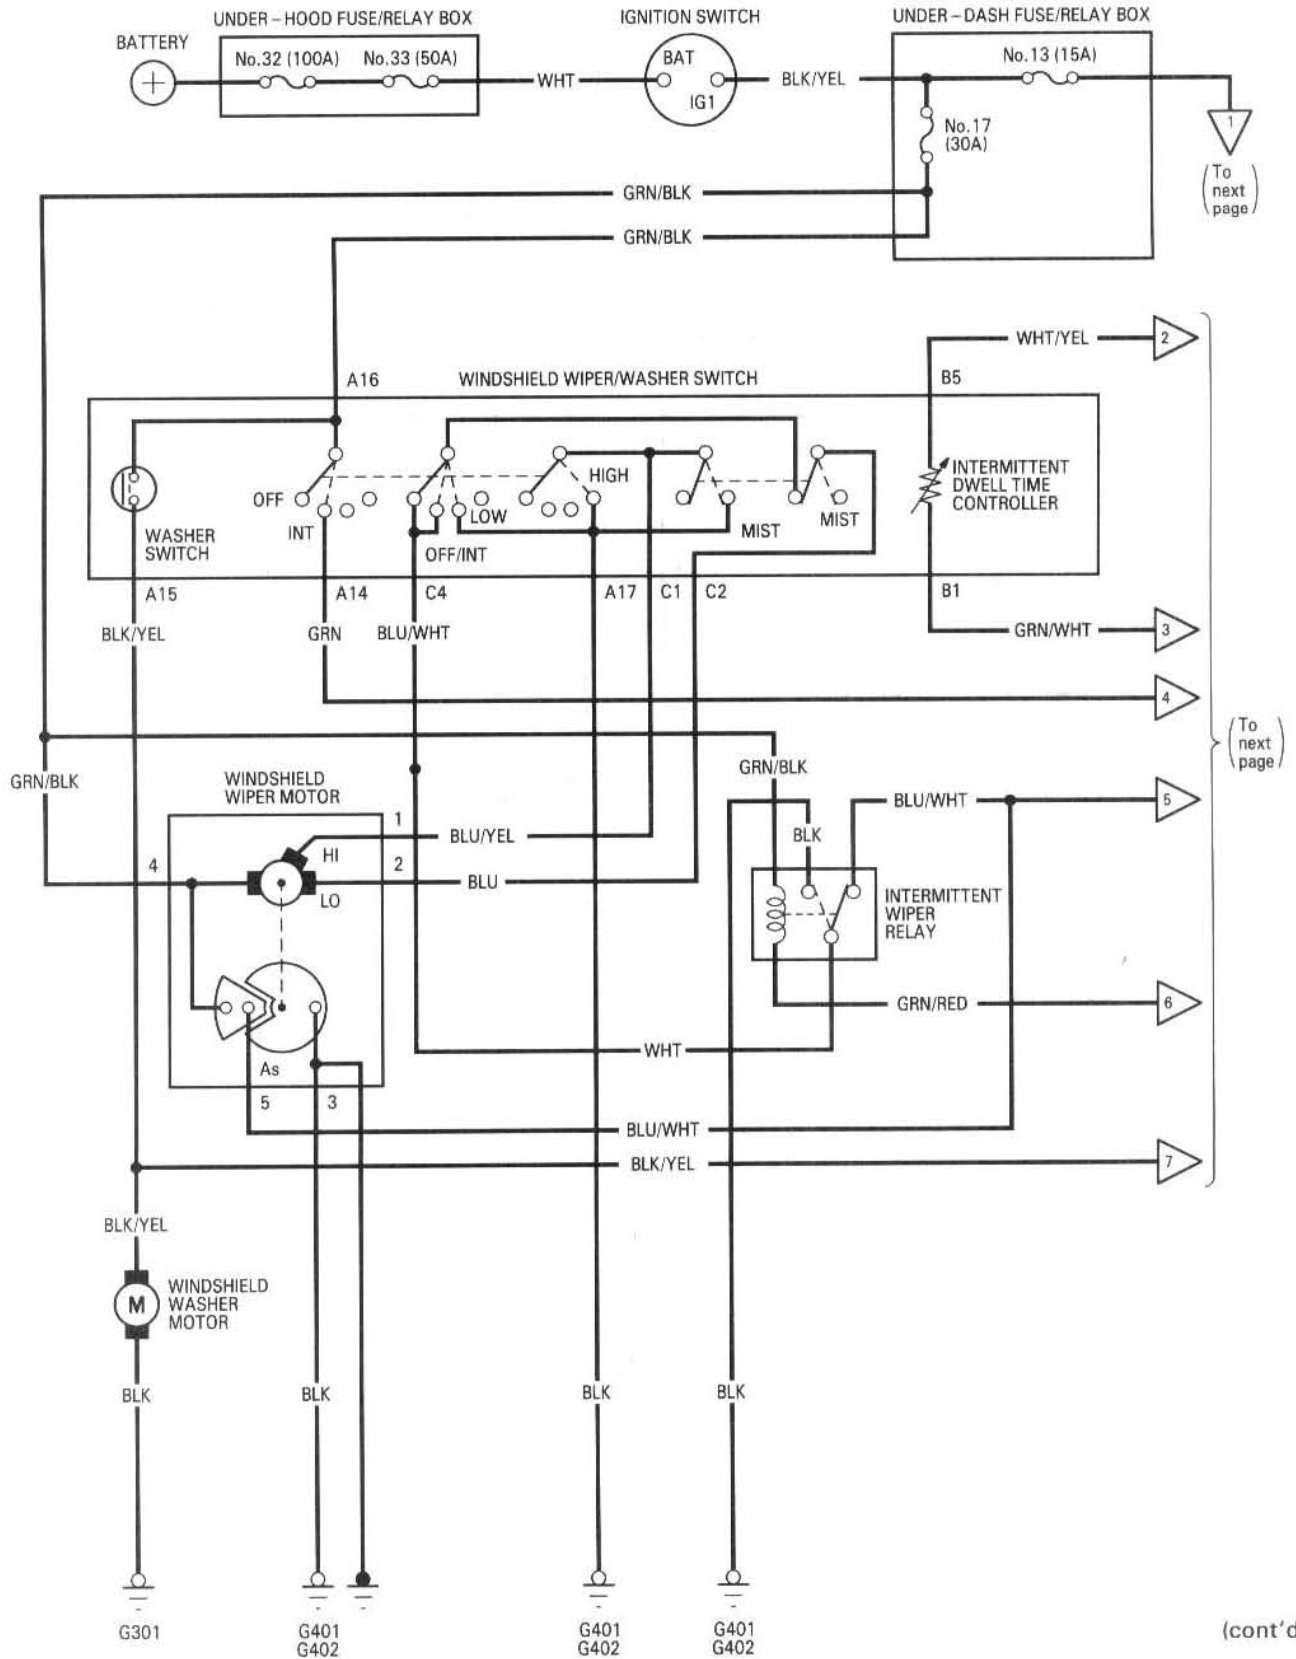 UNDER–HOOD FUSE/RELAY BOX
IGNITION SWITCH
UNDER–DASH FUSE/RELAY BOX
BATTERY
No.32 (100A)
No.33 (50A)
WHT
BAT
IG1
BLK/YEL
No.13 (15A)
No.17
(30A)
1
(To
next
page)
GRN/BLK
GRN/BLK
WHT/YEL
2
A16
WINDSHIELD WIPER/WASHER SWITCH
B5
OFF
INT
HIGH
LOW
OFF/INT
MIST
MIST
INTERMITTENT
DWELL TIME
CONTROLLER
WASHER
SWITCH
A15
A14
C4
A17
C1
C2
B1
BLK/YEL
GRN
BLU/WHT
GRN/WHT
3
4
(To
next
page)
GRN/BLK
WINDSHIELD
WIPER MOTOR
GRN/BLK
1
BLU/YEL
BLK
BLU/WHT
5
4
HI
2
BLU
LO
INTERMITTENT
WIPER
RELAY
GRN/RED
6
WHT
As
5
3
BLU/WHT
BLK/YEL
7
BLK/YEL
M
WINDSHIELD
WASHER
MOTOR
BLK
BLK
BLK
BLK
G301
G401
G402
G401
G402
G401
G402
(cont'd